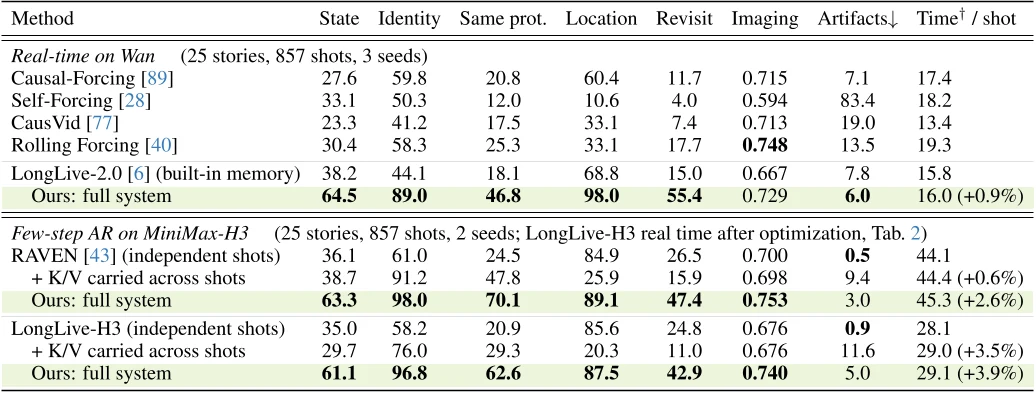 Method State Identity Same prot. Location Revisit Imaging Artifacts↓ Time† / shot
Real-time on Wan (25 stories, 857 shots, 3 seeds)
Causal-Forcing [89] 27.6 59.8 20.8 60.4 11.7 0.715 7.1 17.4
Self-Forcing [28] 33.1 50.3 12.0 10.6 4.0 0.594 83.4 18.2
CausVid [77] 23.3 41.2 17.5 33.1 7.4 0.713 19.0 13.4
Rolling Forcing [40] 30.4 58.3 25.3 33.1 17.7 0.748 13.5 19.3
LongLive-2.0 [6] (built-in memory) 38.2 44.1 18.1 68.8 15.0 0.667 7.8 15.8
Ours: full system 64.5 89.0 46.8 98.0 55.4 0.729 6.0 16.0 (+0.9%)
Few-step AR on MiniMax-H3 (25 stories, 857 shots, 2 seeds; LongLive-H3 real time after optimization, Tab. 2)
RAVEN [43] (independent shots) 36.1 61.0 24.5 84.9 26.5 0.700 0.5 44.1
+ K/V carried across shots 38.7 91.2 47.8 25.9 15.9 0.698 9.4 44.4 (+0.6%)
Ours: full system 63.3 98.0 70.1 89.1 47.4 0.753 3.0 45.3 (+2.6%)
LongLive-H3 (independent shots) 35.0 58.2 20.9 85.6 24.8 0.676 0.9 28.1
+ K/V carried across shots 29.7 76.0 29.3 20.3 11.0 0.676 11.6 29.0 (+3.5%)
Ours: full system 61.1 96.8 62.6 87.5 42.9 0.740 5.0 29.1 (+3.9%)